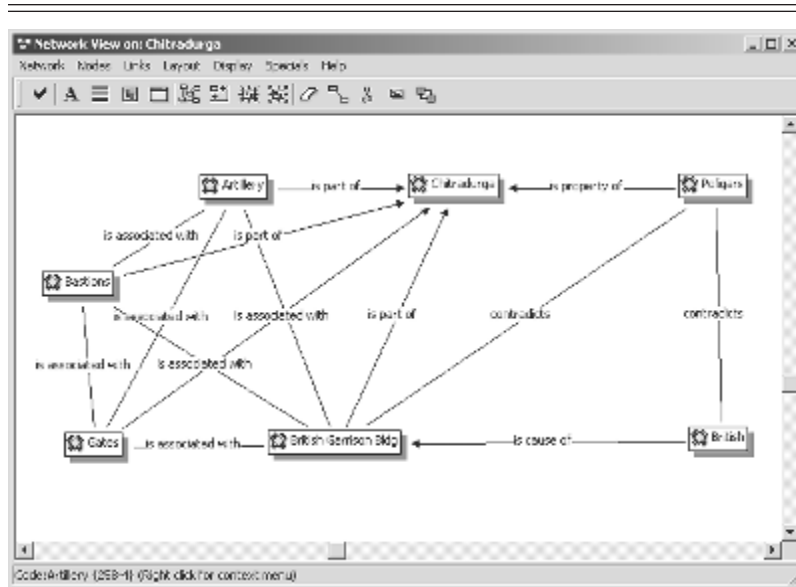 Network View on: Chitradurga
Network Nodes Links Layout Display Specials Help
Artillery
is part of
Chitradurga
is property of
Poligars
is associated with
is part of
Bastions
is associated with
is associated with
is part of
contradicts
contradicts
is associated with
is associated with
Gates
is associated with
British Garrison Bldg
is cause of
British
Code:Artillery {258-4} (Right click for context menu)